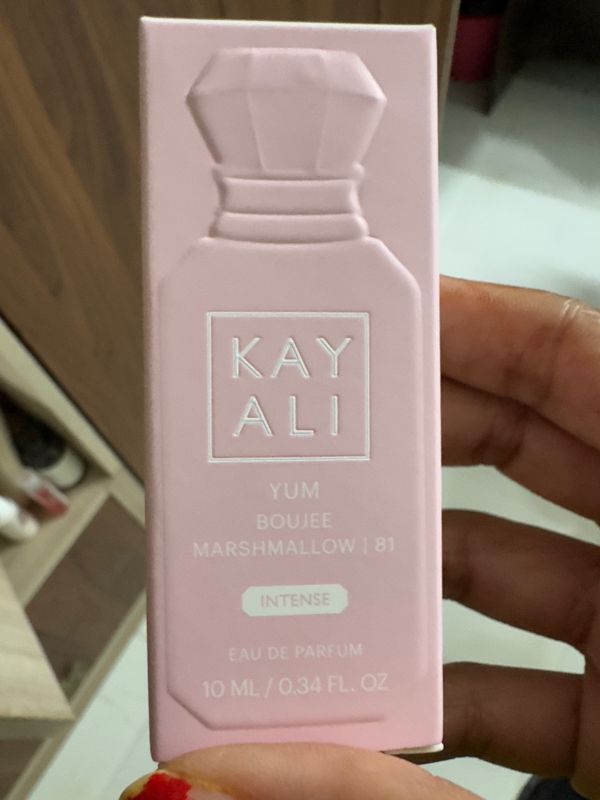 KAY
ALI
YUM
BOUJEE
MARSHMALLOW | 81
INTENSE
EAU DE PARFUM
10 ML / 0.34 FL. OZ